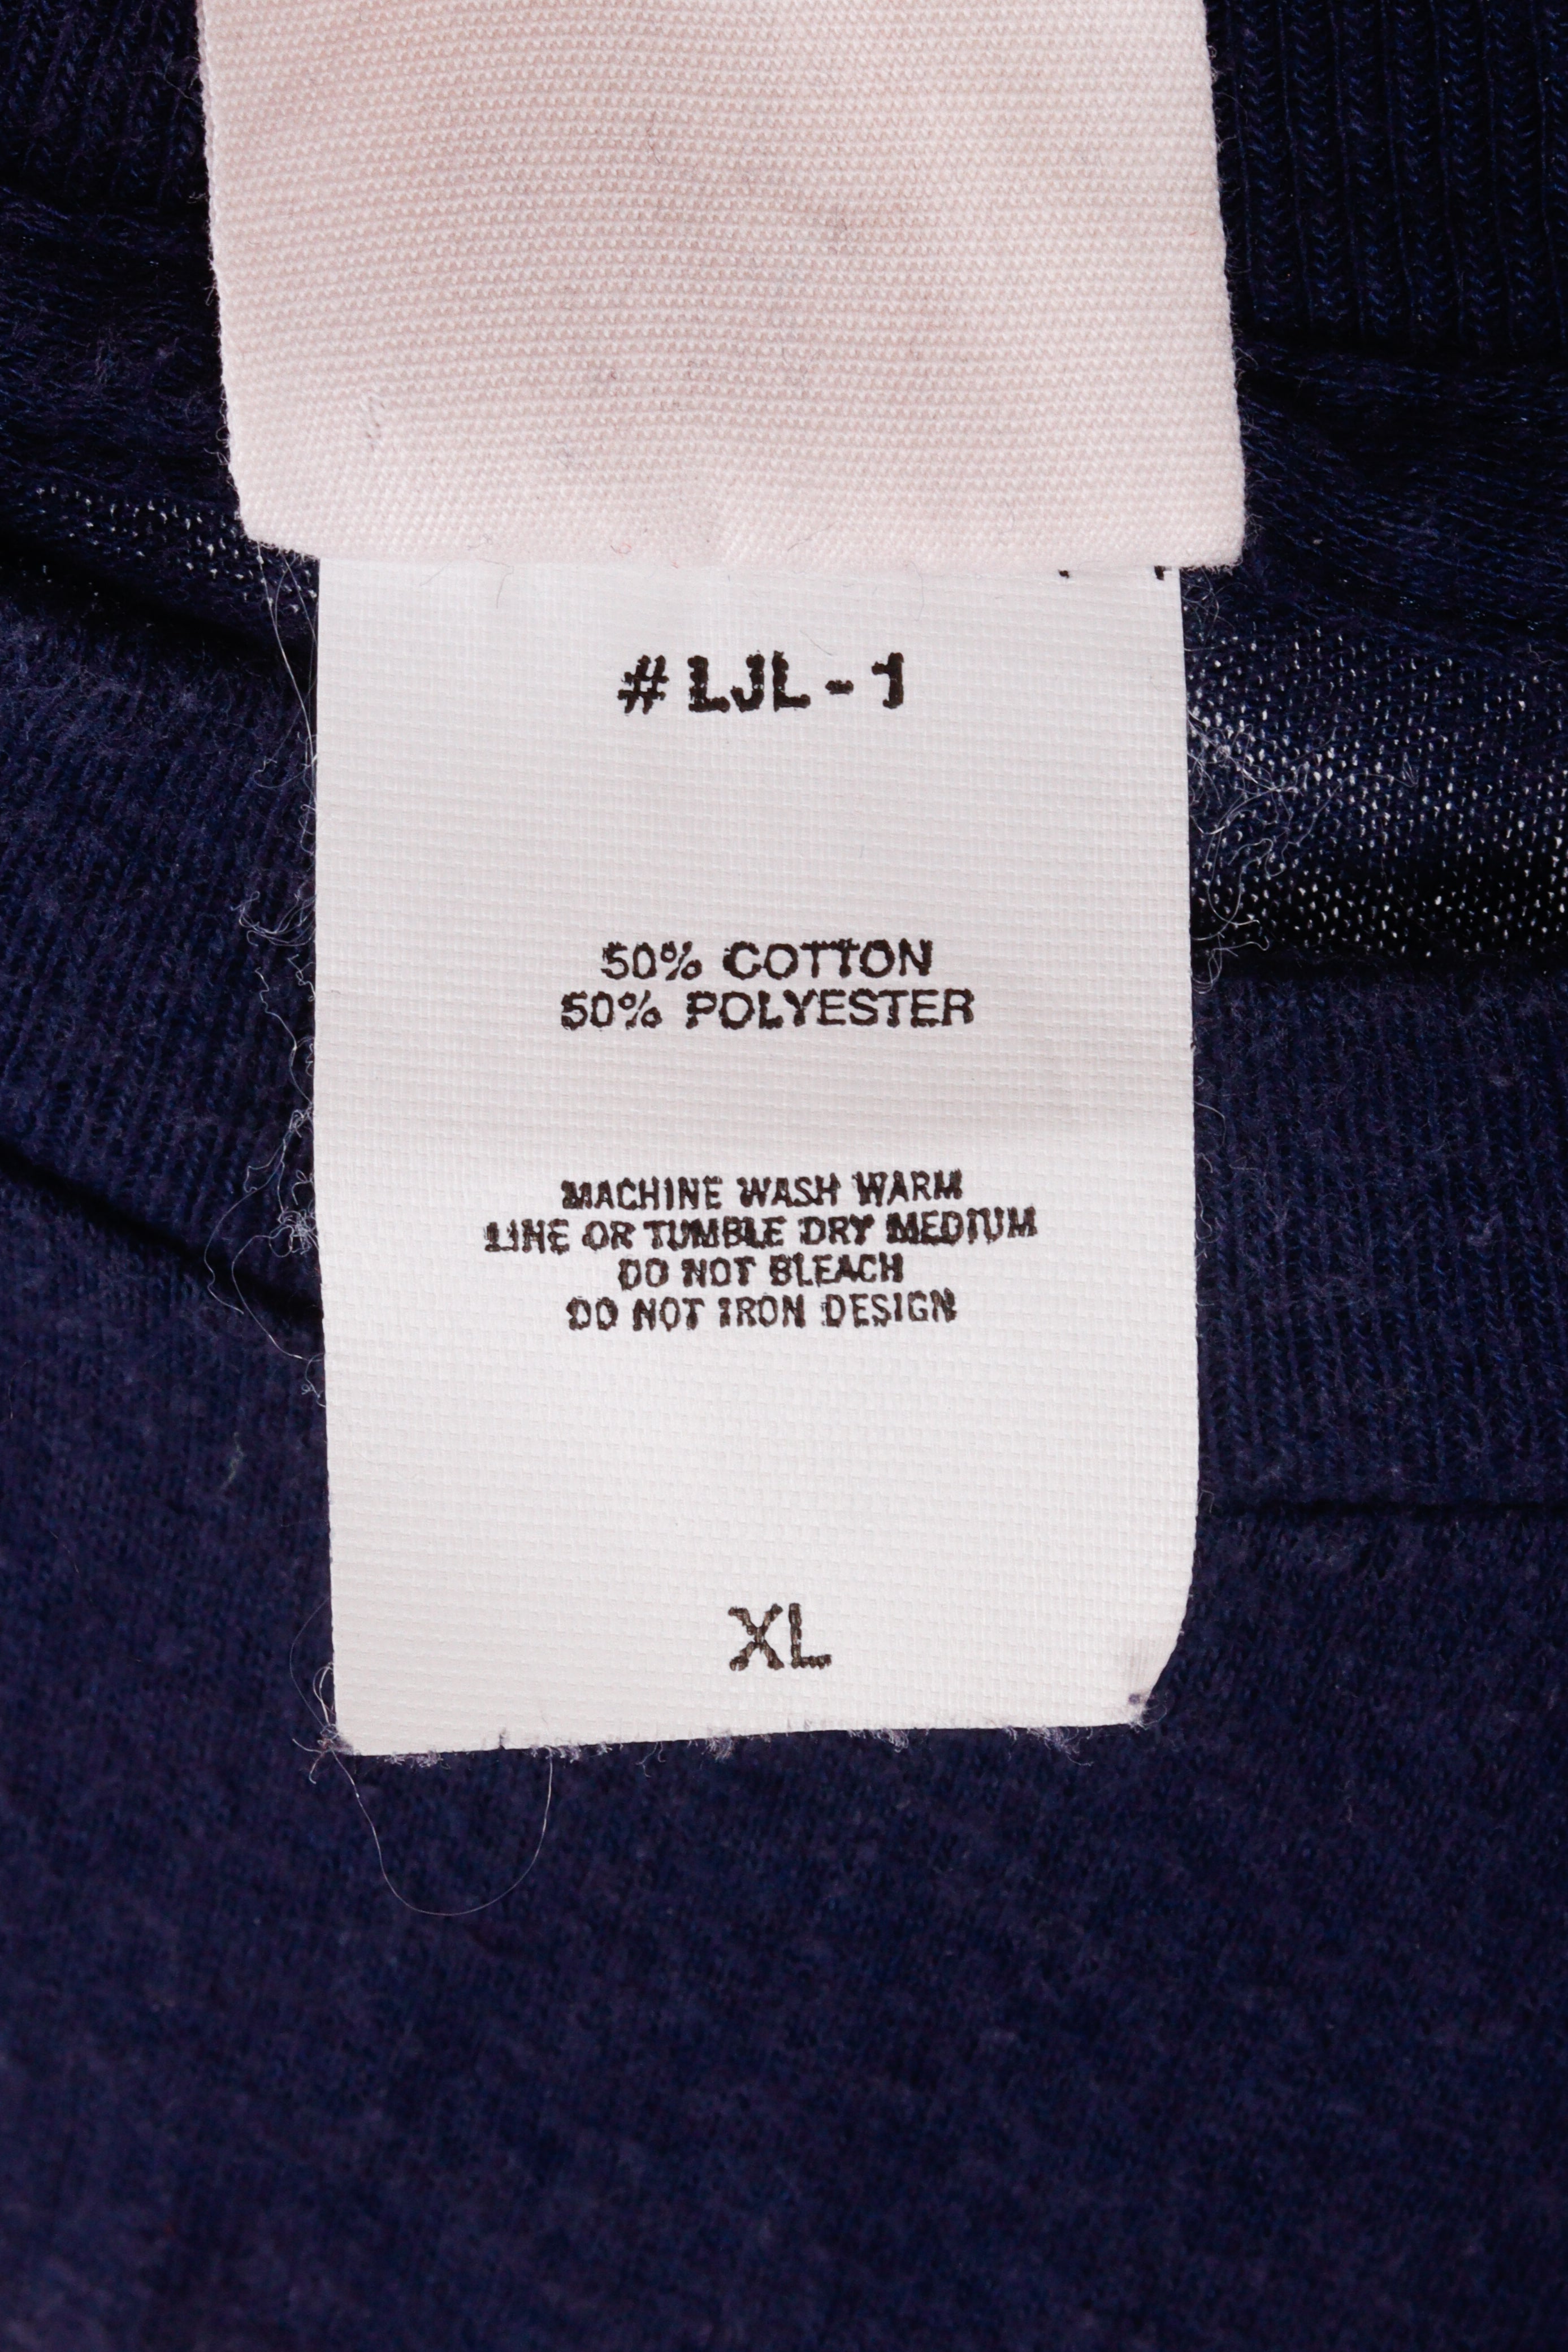 #LJL-1
50% COTTON
50% POLYESTER
MACHINE WASH WARM
LINE OR TUMBLE DRY MEDIUM
DO NOT BLEACH
DO NOT IRON DESIGN
XL